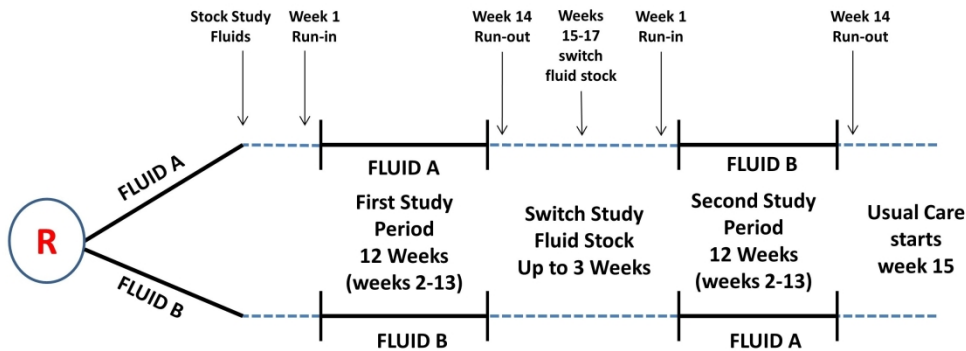 Stock Study
Fluids
Week 1
Run-in
Week 14
Run-out
Weeks
15-17
switch
fluid stock
Week 1
Run-in
Week 14
Run-out
FLUID A
FLUID A
FLUID B
R
First Study
Period
12 Weeks
(weeks 2-13)
Switch Study
Fluid Stock
Up to 3 Weeks
Second Study
Period
12 Weeks
(weeks 2-13)
Usual Care
starts
week 15
FLUID B
FLUID B
FLUID A